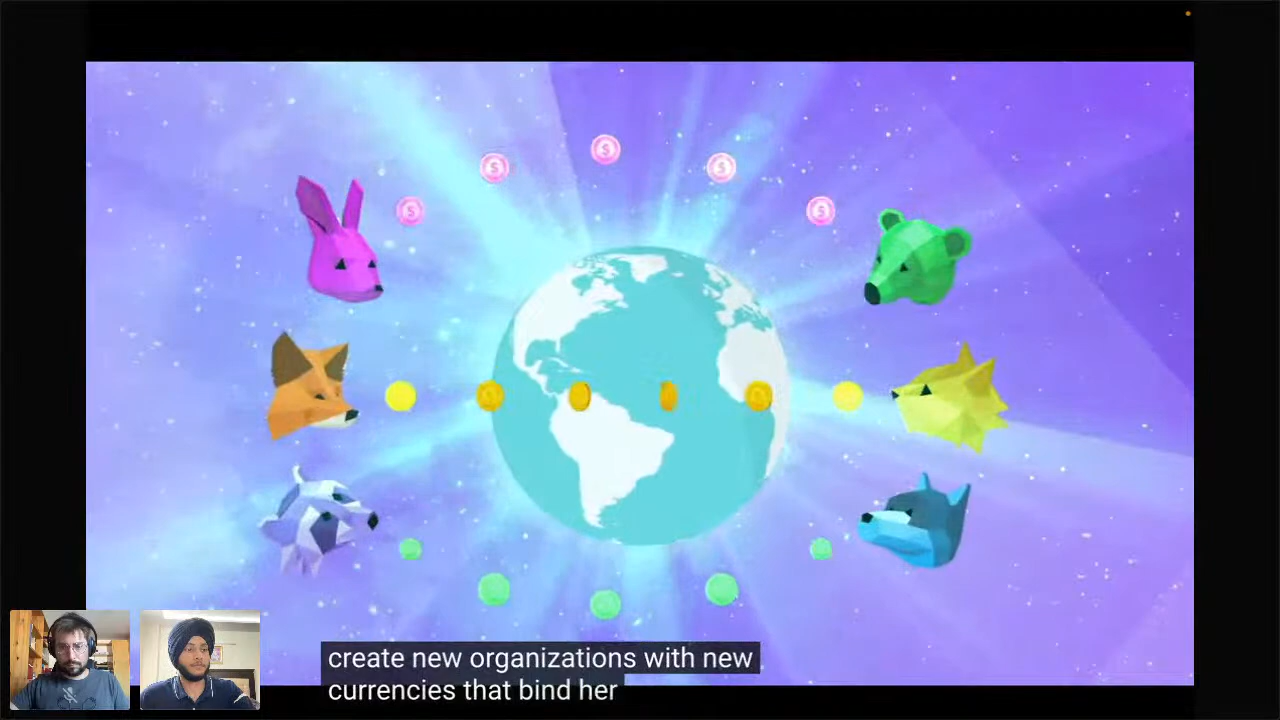 create new organizations with new
currencies that bind her